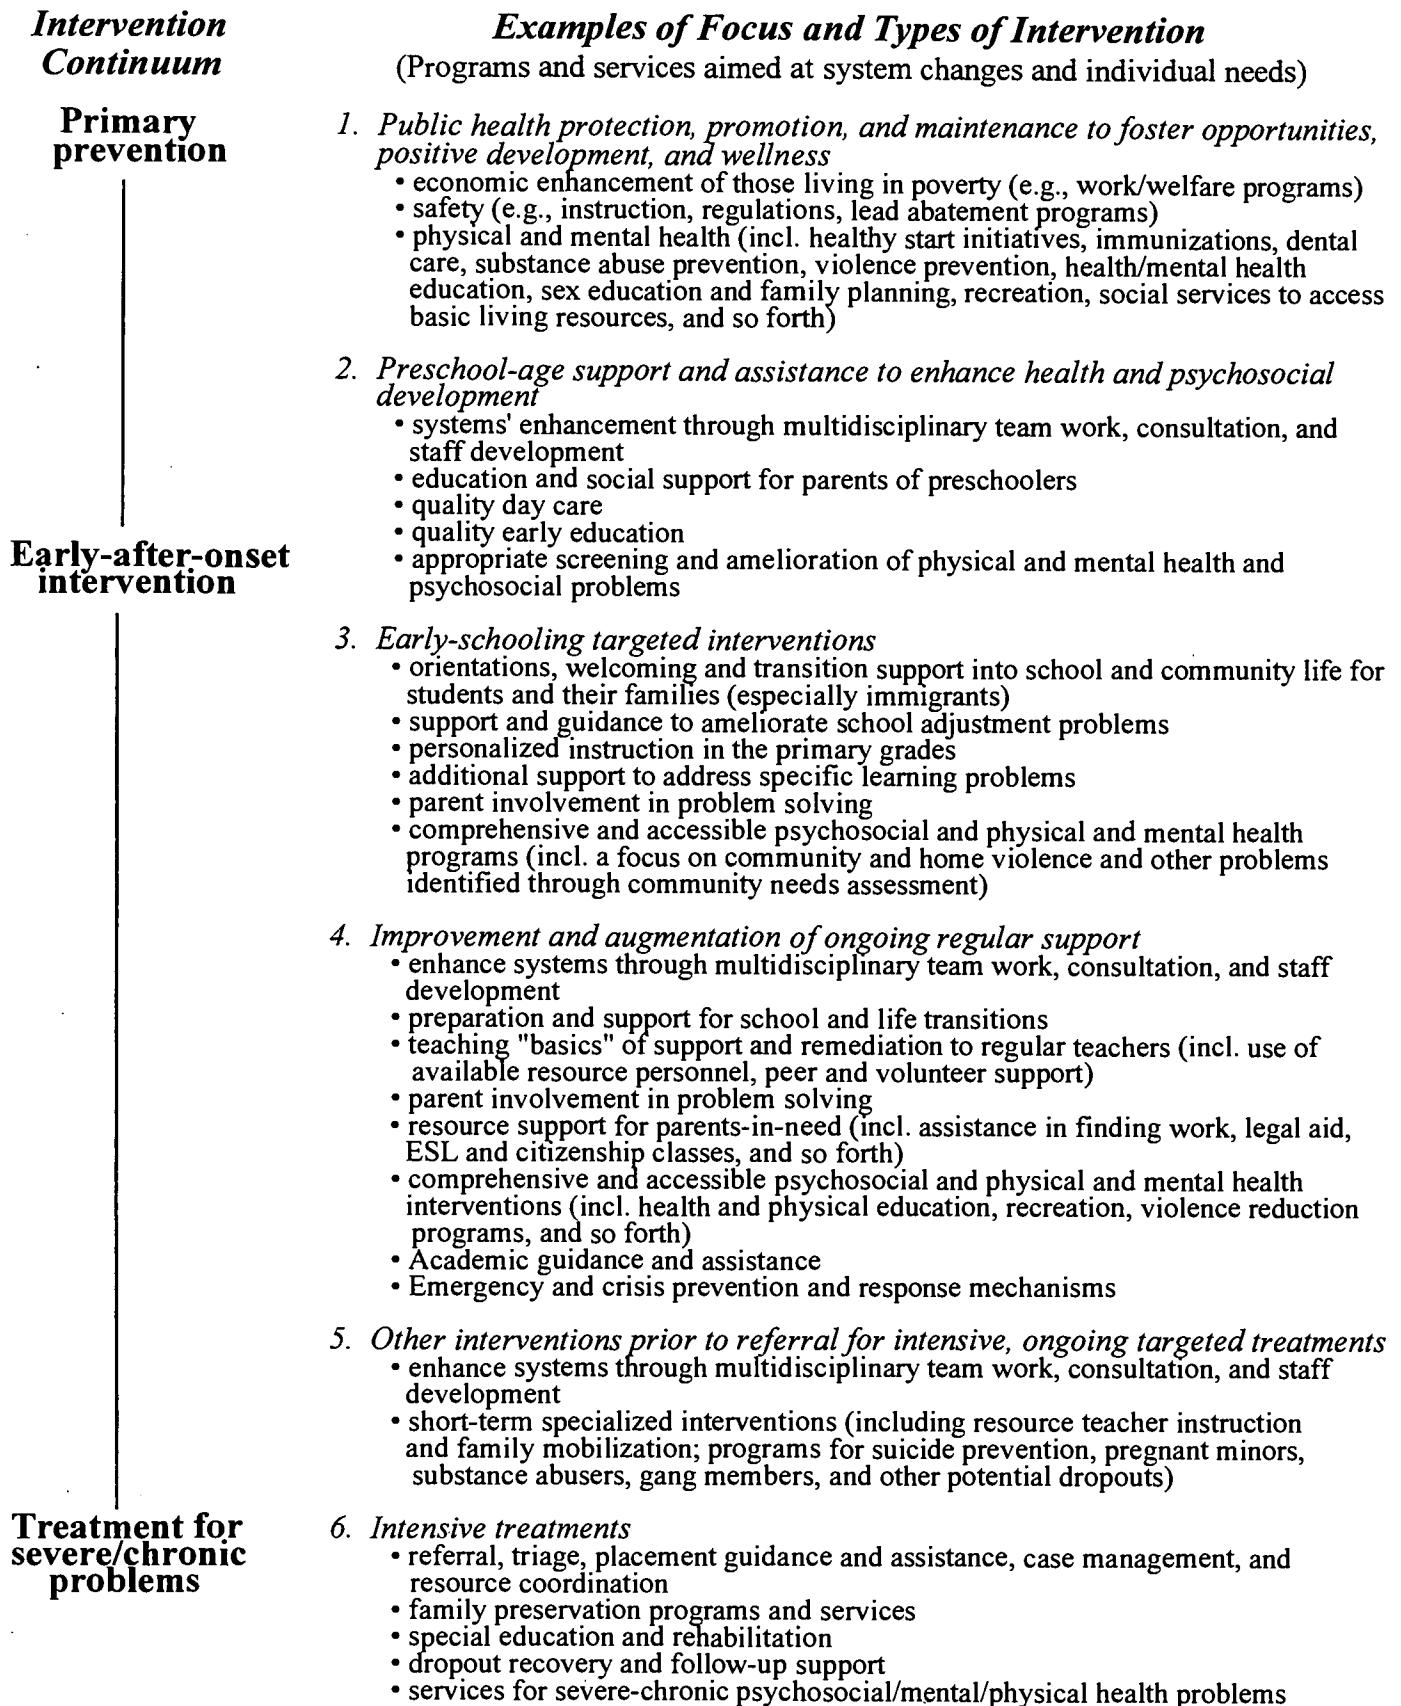 Intervention
Continuum
Examples of Focus and Types of Intervention
(Programs and services aimed at system changes and individual needs)
Primary
prevention
1. Public health protection, promotion, and maintenance to foster opportunities,
positive development, and wellness
• economic enhancement of those living in poverty (e.g., work/welfare programs)
• safety (e.g., instruction, regulations, lead abatement programs)
• physical and mental health (incl. healthy start initiatives, immunizations, dental
care, substance abuse prevention, violence prevention, health/mental health
education, sex education and family planning, recreation, social services to access
basic living resources, and so forth)
2. Preschool-age support and assistance to enhance health and psychosocial
development
• systems' enhancement through multidisciplinary team work, consultation, and
staff development
• education and social support for parents of preschoolers
• quality day care
• quality early education
Early-after-onset
intervention
• appropriate screening and amelioration of physical and mental health and
psychosocial problems
3. Early-schooling targeted interventions
• orientations, welcoming and transition support into school and community life for
students and their families (especially immigrants)
• support and guidance to ameliorate school adjustment problems
• personalized instruction in the primary grades
• additional support to address specific learning problems
• parent involvement in problem solving
• comprehensive and accessible psychosocial and physical and mental health
programs (incl. a focus on community and home violence and other problems
identified through community needs assessment)
4. Improvement and augmentation of ongoing regular support
• enhance systems through multidisciplinary team work, consultation, and staff
development
• preparation and support for school and life transitions
• teaching "basics" of support and remediation to regular teachers (incl. use of
available resource personnel, peer and volunteer support)
• parent involvement in problem solving
• resource support for parents-in-need (incl. assistance in finding work, legal aid,
ESL and citizenship classes, and so forth)
• comprehensive and accessible psychosocial and physical and mental health
interventions (incl. health and physical education, recreation, violence reduction
programs, and so forth)
• Academic guidance and assistance
• Emergency and crisis prevention and response mechanisms
5. Other interventions prior to referral for intensive, ongoing targeted treatments
• enhance systems through multidisciplinary team work, consultation, and staff
development
• short-term specialized interventions (including resource teacher instruction
and family mobilization; programs for suicide prevention, pregnant minors,
substance abusers, gang members, and other potential dropouts)
Treatment for
severe/chronic
problems
6. Intensive treatments
• referral, triage, placement guidance and assistance, case management, and
resource coordination
• family preservation programs and services
• special education and rehabilitation
• dropout recovery and follow-up support
• services for severe-chronic psychosocial/mental/physical health problems